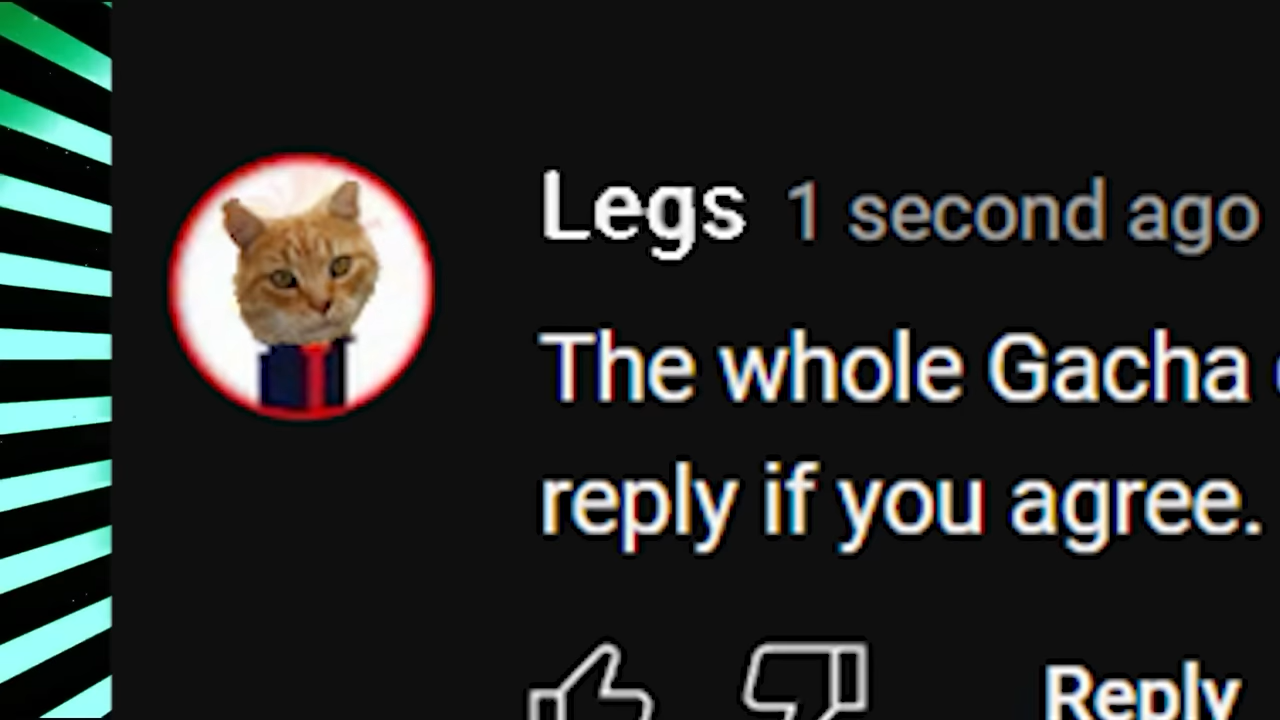 Legs 1 second ago
The whole Gacha
reply if you agree.
Reply